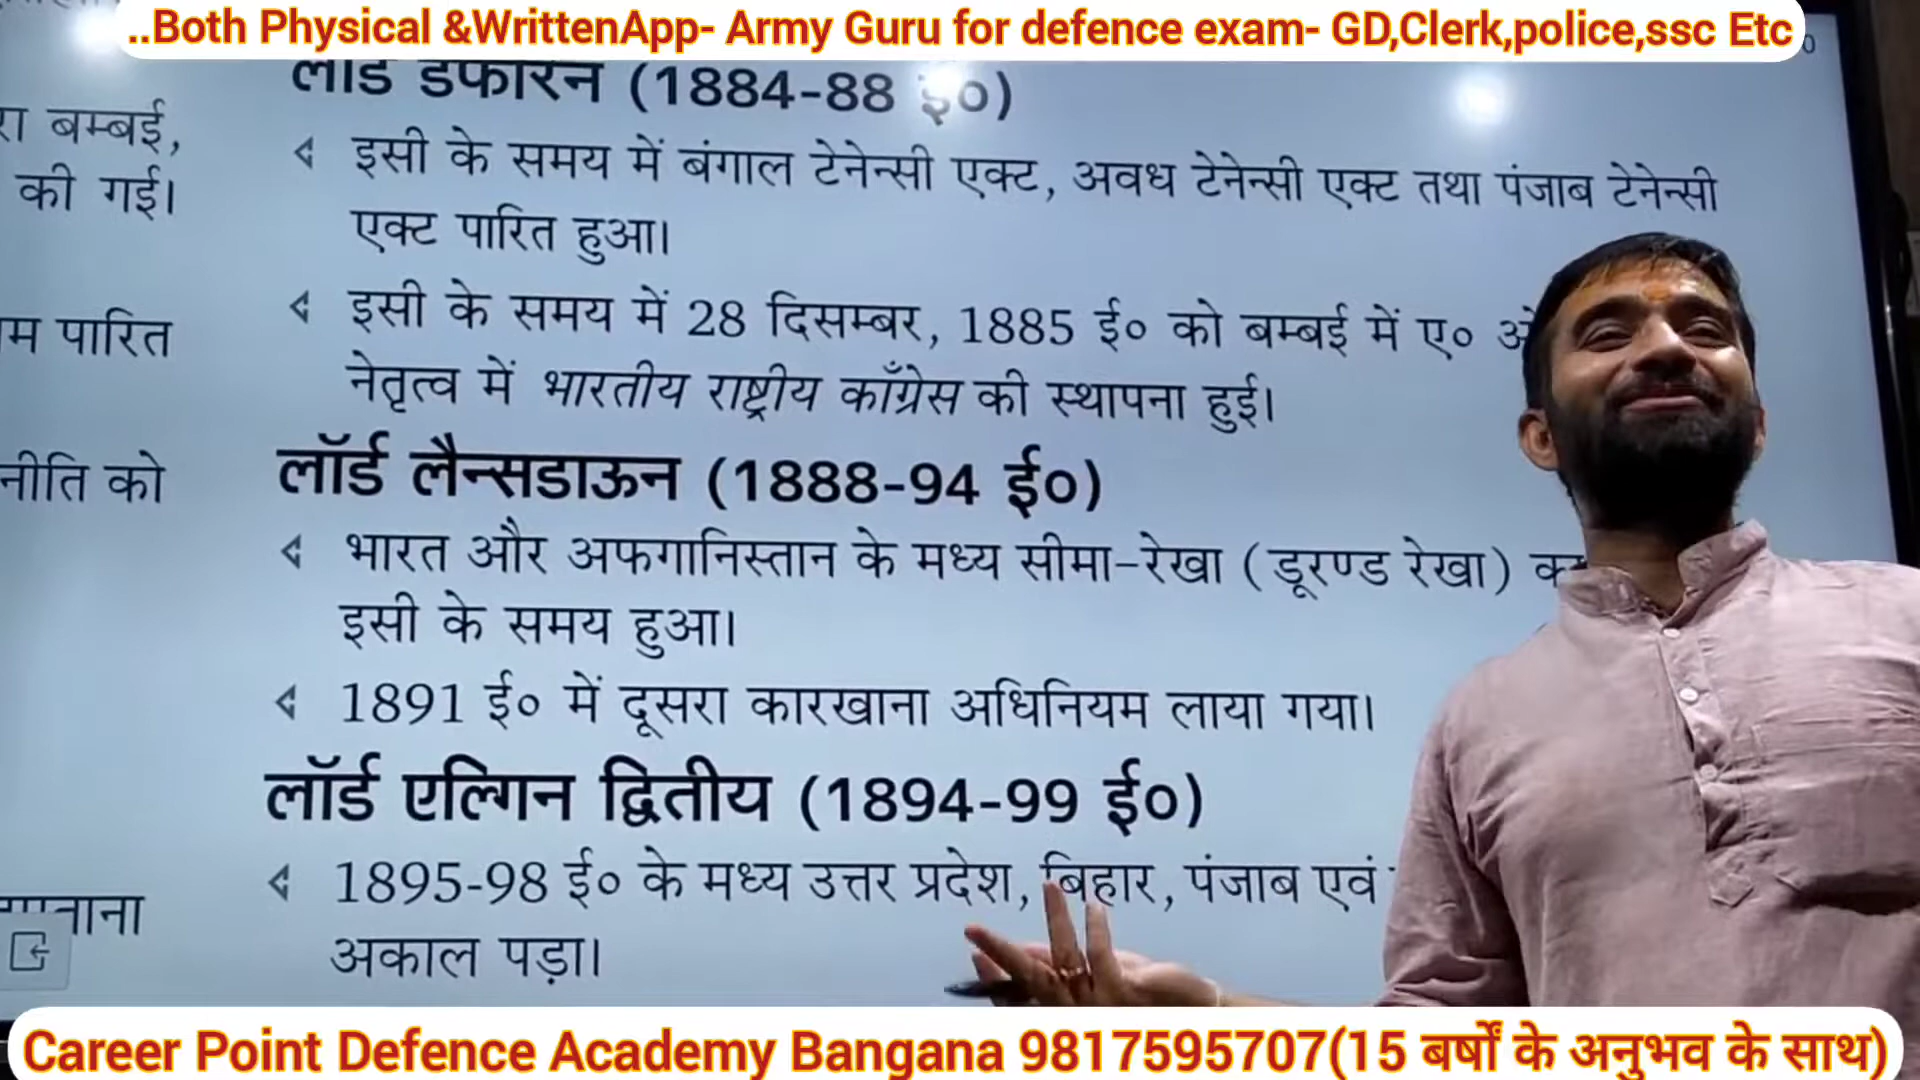 ..Both Physical &WrittenApp- Army Guru for defence exam- GD,Clerk,police,ssc Etc
लॉर्ड डफरिन (1884-88 ई०)
इसी के समय में बंगाल टेनेन्सी एक्ट, अवध टेनेन्सी एक्ट तथा पंजाब टेनेन्सी
एक्ट पारित हुआ।
इसी के समय में 28 दिसम्बर, 1885 ई० को बम्बई में ए०
नेतृत्व में भारतीय राष्ट्रीय काँग्रेस की स्थापना हुई।
लॉर्ड लैन्सडाऊन (1888-94 ई०)
भारत और अफगानिस्तान के मध्य सीमा-रेखा (डूरण्ड रेखा)
इसी के समय हुआ।
1891 ई० में दूसरा कारखाना अधिनियम लाया गया।
लॉर्ड एल्गिन द्वितीय (1894-99 ई०)
1895-98 ई० के मध्य उत्तर प्रदेश, बिहार, पंजाब एवं
अकाल पड़ा।
बम्बई,
की गई।
पारित
नीति को
Career Point Defence Academy Bangana 9817595707(15 बर्षों के अनुभव के साथ)